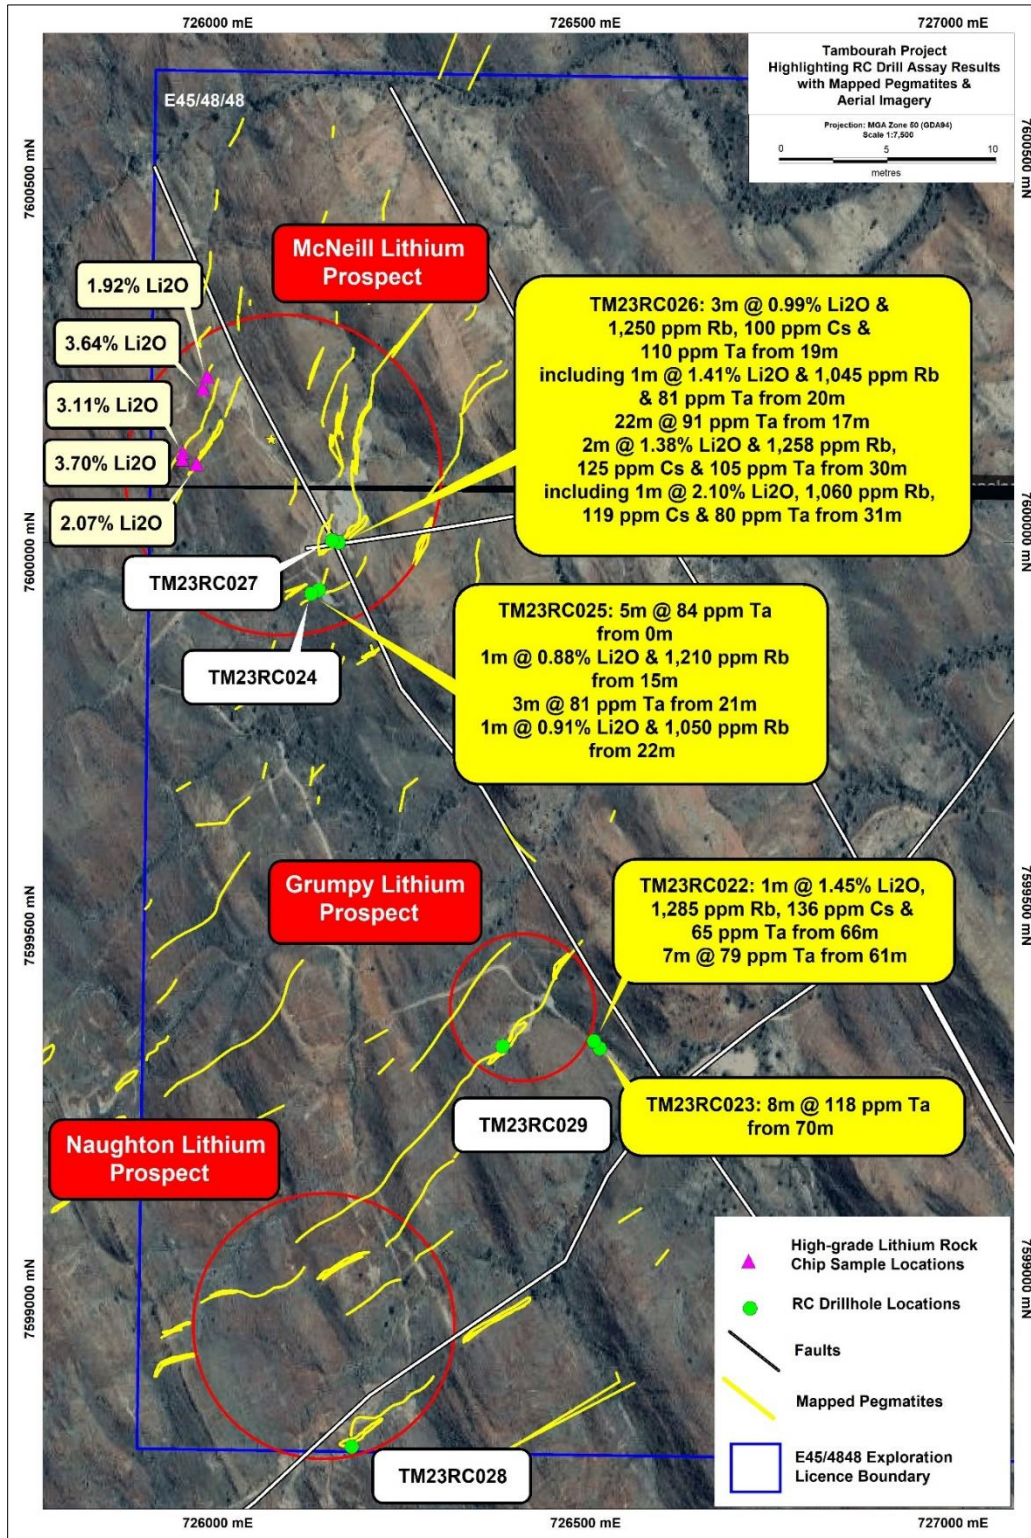 726000 mE
726500 mE
727000 mE
Tambourah Project
Highlighting RC Drill Assay Results
with Mapped Pegmatites &
Aerial Imagery
Projection: MGA Zone 50 (GDA94)
Scale 1:7,500
0
5
10
metres
E45/48/48
7600500 mN
7600500 mN
McNeill Lithium
Prospect
1.92% Li2O
3.64% Li2O
3.11% Li2O
3.70% Li2O
2.07% Li2O
TM23RC026: 3m @ 0.99% Li2O &
1,250 ppm Rb, 100 ppm Cs &
110 ppm Ta from 19m
including 1m @ 1.41% Li2O & 1,045 ppm Rb
& 81 ppm Ta from 20m
22m @ 91 ppm Ta from 17m
2m @ 1.38% Li2O & 1,258 ppm Rb,
125 ppm Cs & 105 ppm Ta from 30m
including 1m @ 2.10% Li2O, 1,060 ppm Rb,
119 ppm Cs & 80 ppm Ta from 31m
7600000 mN
7600000 mN
TM23RC027
TM23RC024
TM23RC025: 5m @ 84 ppm Ta
from 0m
1m @ 0.88% Li2O & 1,210 ppm Rb
from 15m
3m @ 81 ppm Ta from 21m
1m @ 0.91% Li2O & 1,050 ppm Rb
from 22m
Grumpy Lithium
Prospect
7599500 mN
7599500 mN
TM23RC022: 1m @ 1.45% Li2O,
1,285 ppm Rb, 136 ppm Cs &
65 ppm Ta from 66m
7m @ 79 ppm Ta from 61m
TM23RC029
TM23RC023: 8m @ 118 ppm Ta
from 70m
Naughton Lithium
Prospect
7599000 mN
7599000 mN
TM23RC028
High-grade Lithium Rock
Chip Sample Locations
RC Drillhole Locations
Faults
Mapped Pegmatites
E45/4848 Exploration
Licence Boundary
726000 mE
726500 mE
727000 mE